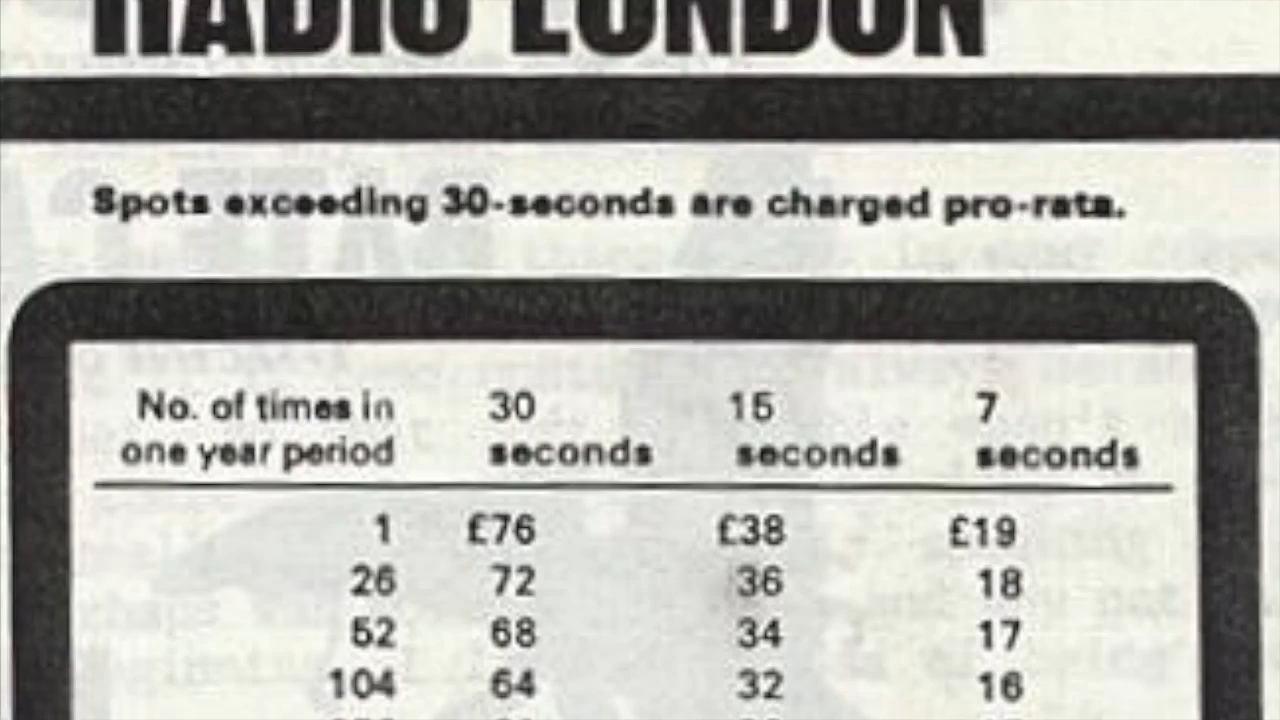 RADIO LONDON
Spots exceeding 30-seconds are charged pro-rata.
No. of times in 30 15 7
one year period seconds seconds seconds
1 £76 £38 £19
26 72 36 18
52 68 34 17
104 64 32 16